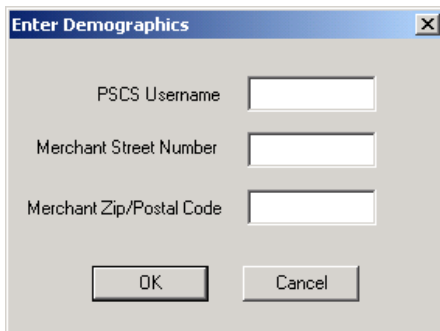 Enter Demographics
PSCS Username
Merchant Street Number
Merchant Zip/Postal Code
OK Cancel